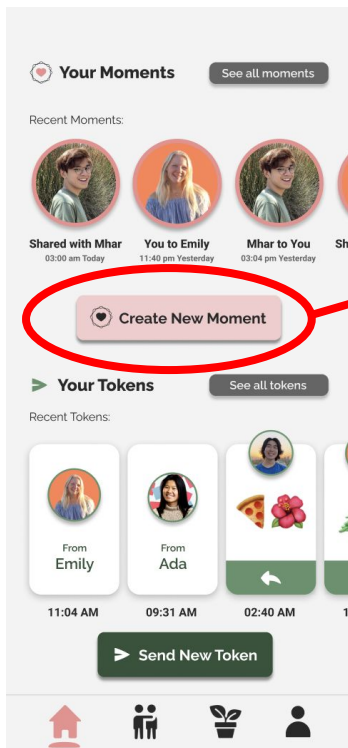 Your Moments
See all moments
Recent Moments:
Shared with Mhar
You to Emily
Mhar to You
Sh
03:00 am Today
11:40 pm Yesterday
03:04 pm Yesterday
Create New Moment
Your Tokens
See all tokens
Recent Tokens:
From
Emily
From
Ada
11:04 AM
09:31 AM
02:40 AM
1
Send New Token